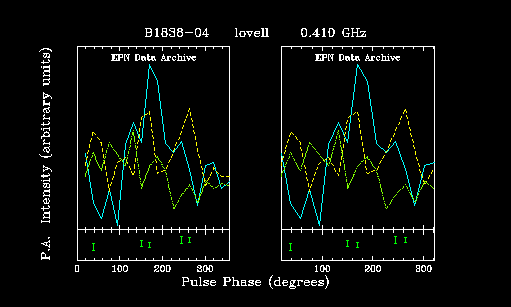 B1838-04 lovell 0.410 GHz
EPN Data Archive EPN Data Archive
P.A. Intensity (arbitrary units)
0 100 200 300 100 200 300
Pulse Phase (degrees)